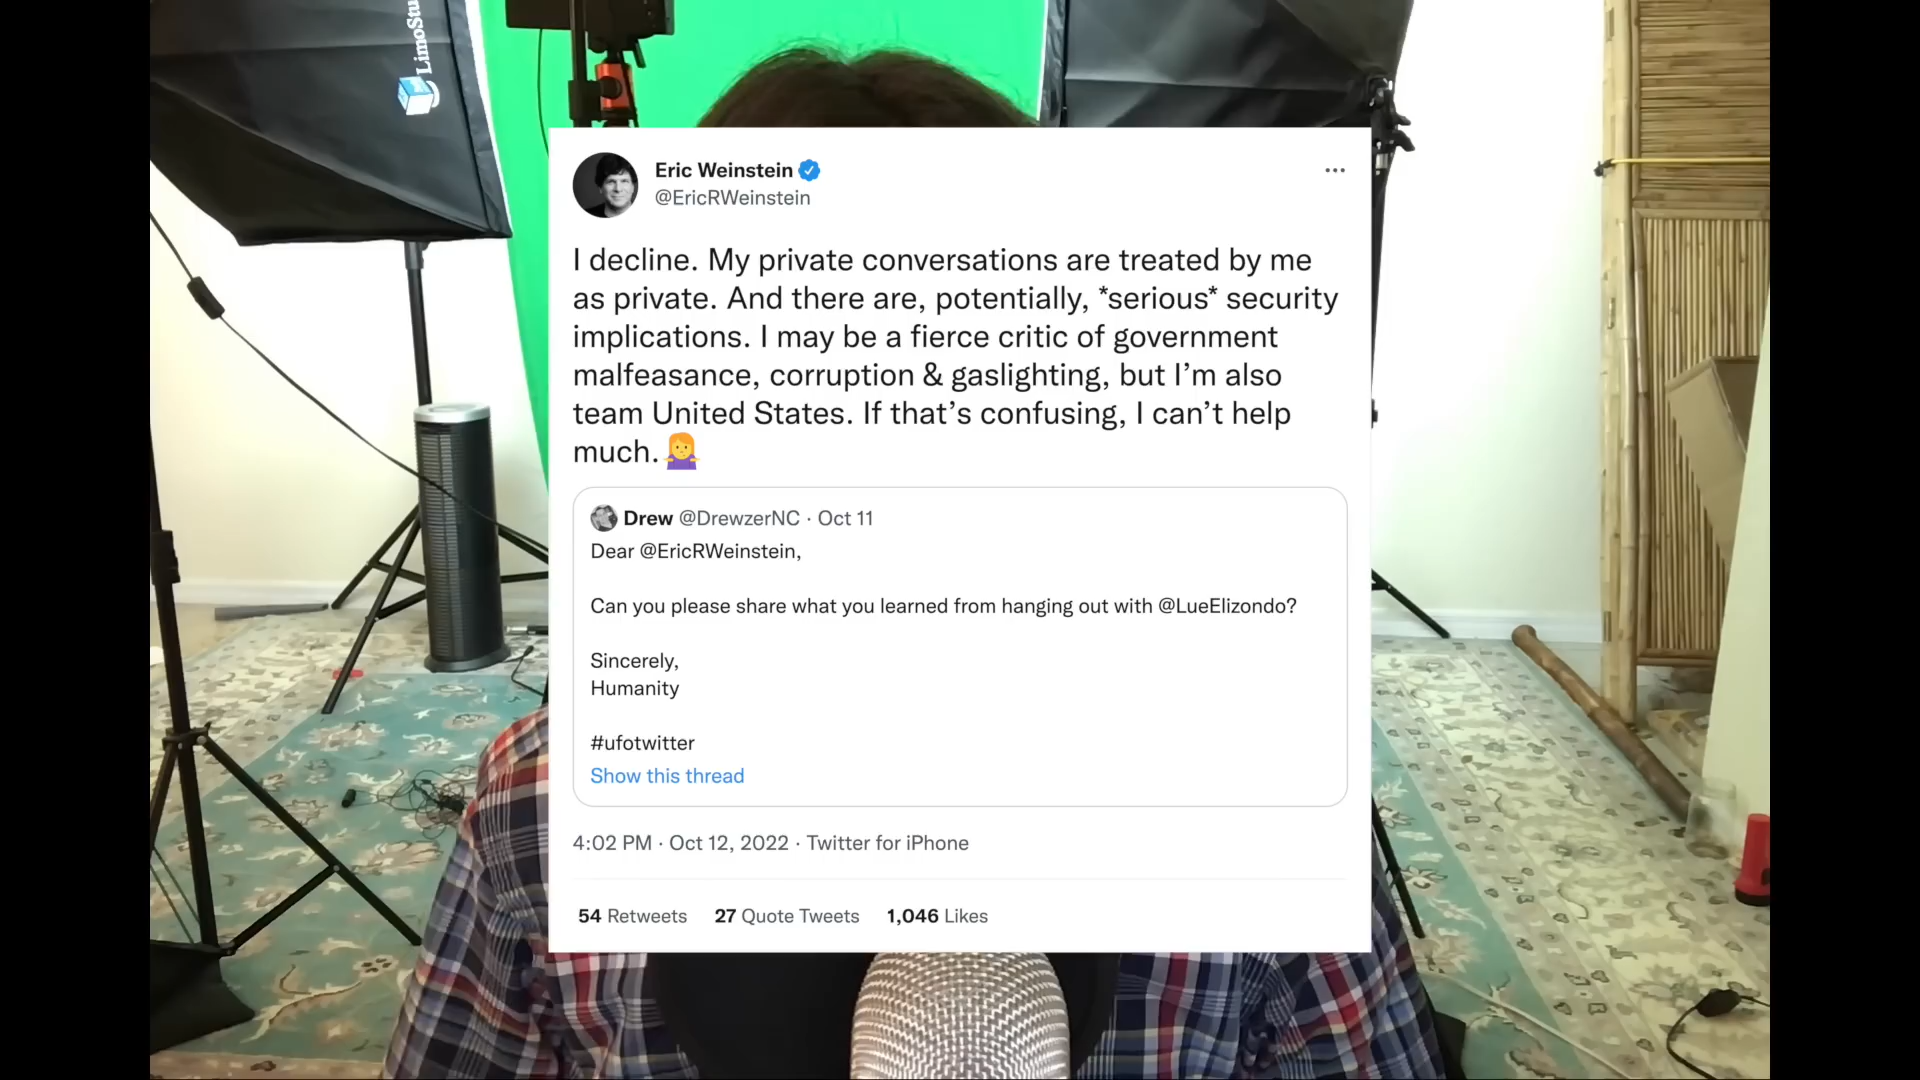 LimoStu
Eric Weinstein
@EricRWeinstein
I decline. My private conversations are treated by me
as private. And there are, potentially, *serious* security
implications. I may be a fierce critic of government
malfeasance, corruption & gaslighting, but I’m also
team United States. If that’s confusing, I can’t help
much.🤷‍♀️
Drew @DrewzerNC · Oct 11
Dear @EricRWeinstein,
Can you please share what you learned from hanging out with @LueElizondo?
Sincerely,
Humanity
#ufotwitter
Show this thread
4:02 PM · Oct 12, 2022 · Twitter for iPhone
54 Retweets 27 Quote Tweets 1,046 Likes